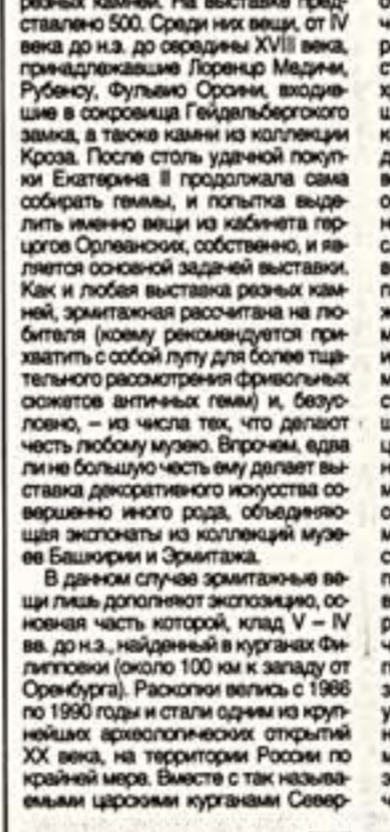 резных камней. На выставке пред-
ставлено 500. Среди них вещи, от IV
века до н.э. до середины XVIII века,
принадлежавшие Лоренцо Медичи,
Рубенсу, Фульвио Орсини, входив-
шие в сокровища Гейдельбергского
замка, а также камни из коллекции
Кроза. После столь удачной покуп-
ки Екатерина II продолжала сама
собирать геммы, и попытка выде-
лить именно вещи из кабинета гер-
цогов Орлеанских, собственно, и яв-
ляется основной задачей выставки.
Как и любая выставка резных кам-
ней, эрмитажная рассчитана на лю-
бителя (коему рекомендуется при-
хватить с собой лупу для более тща-
тельного рассмотрения фривольных
сюжетов античных гемм) и, безус-
ловно, – из числа тех, что делают
честь любому музею. Впрочем, едва
ли не большую честь ему делает вы-
ставка декоративного искусства со-
вершенно иного рода, объединяю-
щая экспонаты из коллекций музе-
ев Башкирии и Эрмитажа.
В данном случае эрмитажные ве-
щи лишь дополняют экспозицию, ос-
новная часть которой, клад V – IV
вв. до н.э., найденный в курганах Фи-
липповки (около 100 км к западу от
Оренбурга). Раскопки велись с 1986
по 1990 годы и стали одним из круп-
нейших археологических открытий
XX века, на территории России по
крайней мере. Вместе с так называ-
емыми царскими курганами Север-